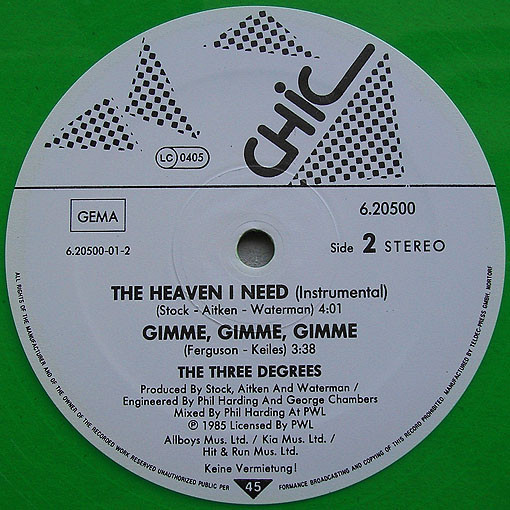 CHIC
LC 0405
GEMA
6.20500
6.20500-01-2
Side 2 STEREO
THE HEAVEN I NEED (Instrumental)
(Stock - Aitken - Waterman) 4:01
GIMME, GIMME, GIMME
(Ferguson - Keiles) 3:38
THE THREE DEGREES
Produced By Stock, Aitken And Waterman /
Engineered By Phil Harding And George Chambers
Mixed By Phil Harding At PWL
℗ 1985 Licensed By PWL
Allboys Mus. Ltd. / Kia Mus. Ltd. /
Hit & Run Mus. Ltd.
Keine Vermietung!
45
ALL RIGHTS OF THE MANUFACTURER AND OF THE OWNER OF THE RECORDED WORK RESERVED UNAUTHORIZED PUBLIC PER FORMANCE BROADCASTING AND COPYING OF THIS RECORD PROHIBITED. MANUFACTURED BY TELDEC-PRESS GMBH. NORTORF